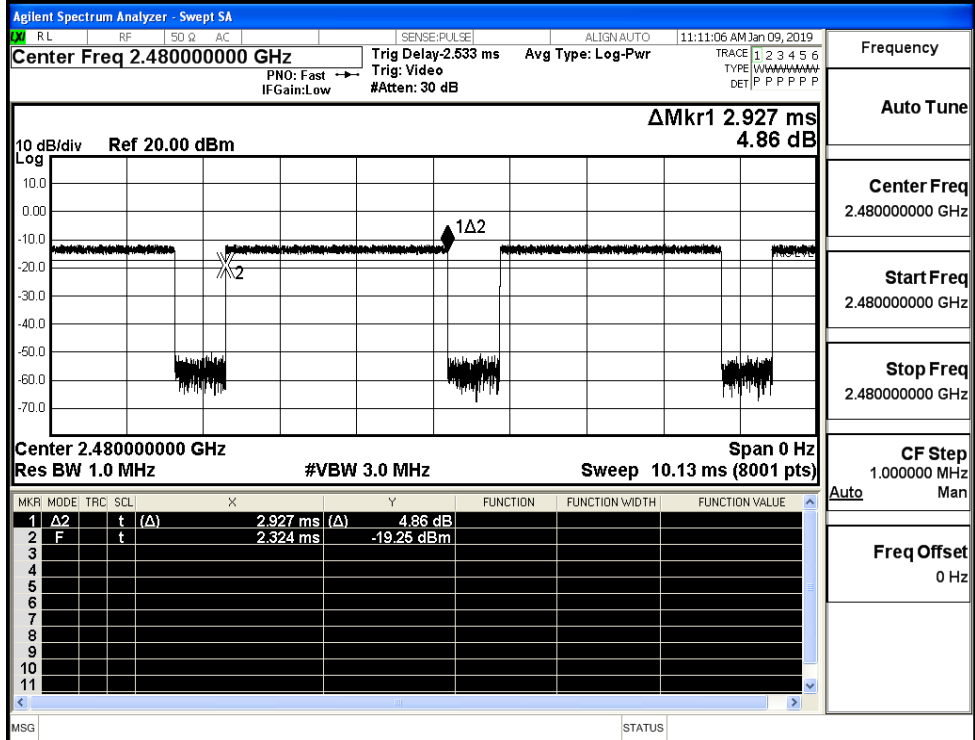 Agilent Spectrum Analyzer - Swept SA
LXI RL RF 50 Ω AC SENSE:PULSE ALIGN AUTO 11:11:06 AM Jan 09, 2019
Center Freq 2.480000000 GHz
PNO: Fast
IFGain:Low
Trig Delay-2.533 ms
Trig: Video
#Atten: 30 dB
Avg Type: Log-Pwr
TRACE 1 2 3 4 5 6
TYPE WWWWWW
DET P P P P P P
ΔMkr1 2.927 ms
4.86 dB
10 dB/div Ref 20.00 dBm
Log
10.0
0.00
-10.0
-20.0
-30.0
-40.0
-50.0
-60.0
-70.0
1Δ2
2
Center 2.480000000 GHz Span 0 Hz
Res BW 1.0 MHz #VBW 3.0 MHz Sweep 10.13 ms (8001 pts)
MKR MODE TRC SCL X Y FUNCTION FUNCTION WIDTH FUNCTION VALUE
1 Δ2 t (Δ) 2.927 ms (Δ) 4.86 dB
2 F t 2.324 ms -19.25 dBm
3
4
5
6
7
8
9
10
11
MSG STATUS
Frequency
Auto Tune
Center Freq
2.480000000 GHz
Start Freq
2.480000000 GHz
Stop Freq
2.480000000 GHz
CF Step
1.000000 MHz
Auto Man
Freq Offset
0 Hz